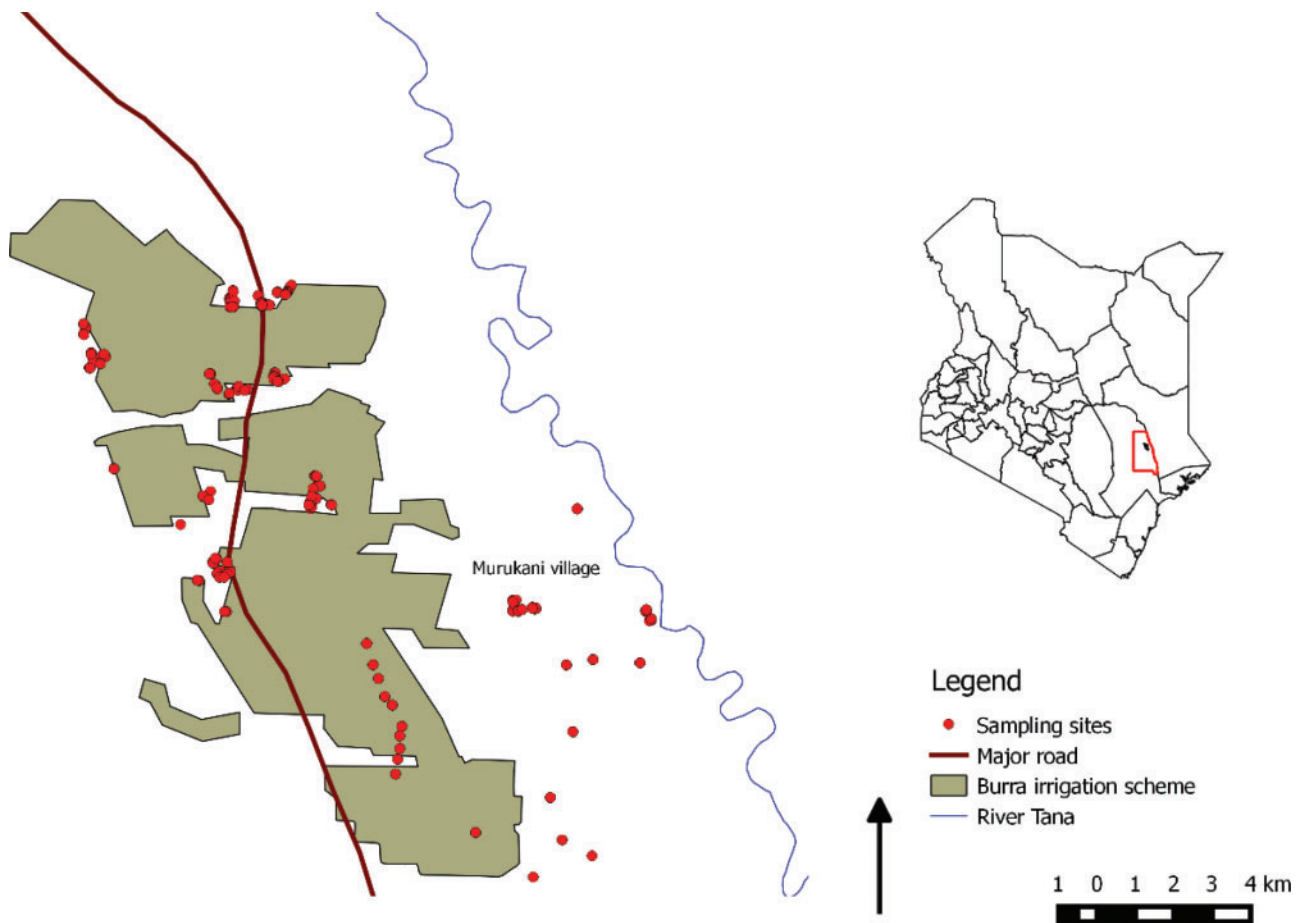 Murukani village
Legend
Sampling sites
Major road
Burra irrigation scheme
River Tana
1 0 1 2 3 4 km